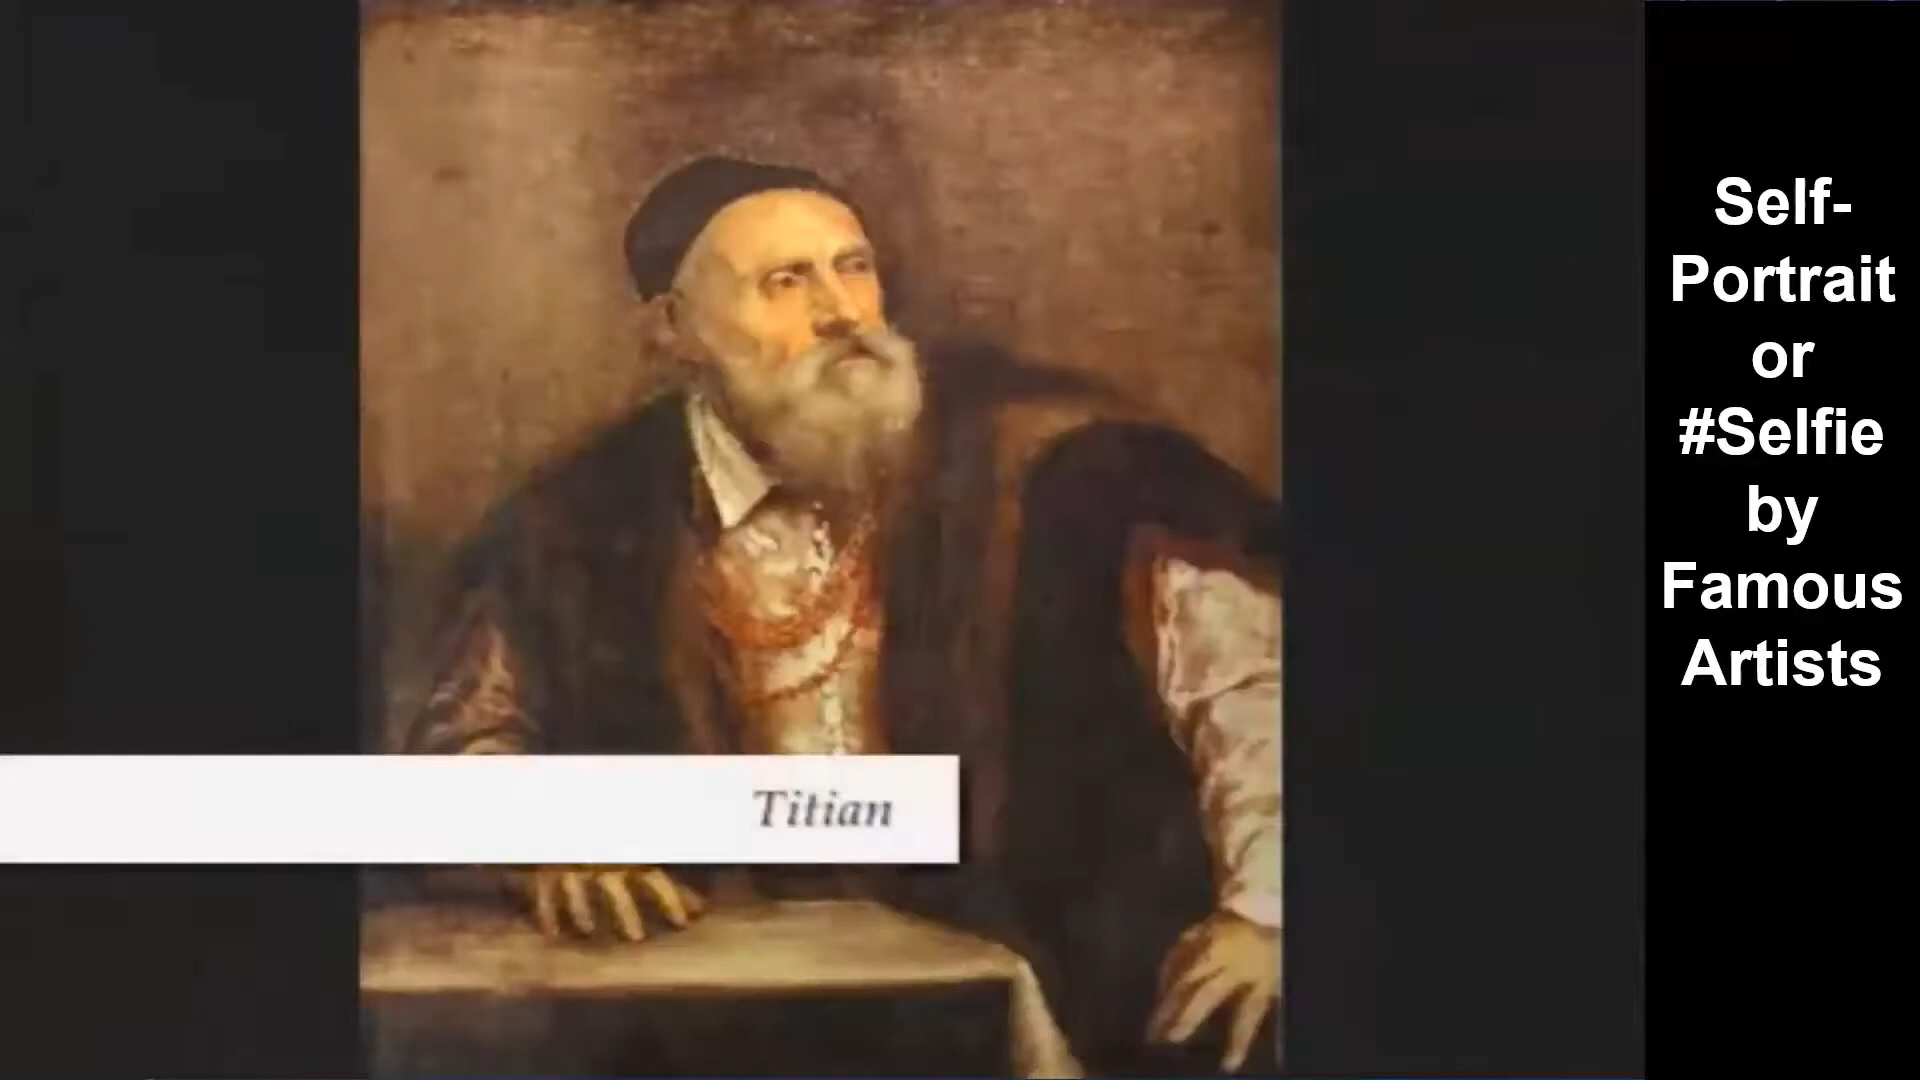 Titian
Self-
Portrait
or
#Selfie
by
Famous
Artists